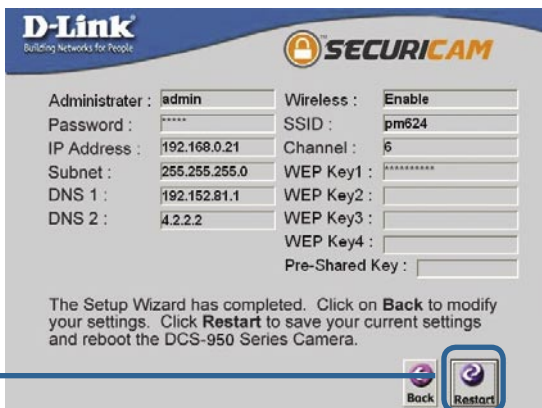 D-Link
Building Networks for People
SECURICAM
Administrater : admin
Password : *****
IP Address : 192.168.0.21
Subnet : 255.255.255.0
DNS 1 : 192.152.81.1
DNS 2 : 4.2.2.2
Wireless : Enable
SSID : pm624
Channel : 6
WEP Key1 : **********
WEP Key2 :
WEP Key3 :
WEP Key4 :
Pre-Shared Key :
The Setup Wizard has completed. Click on Back to modify
your settings. Click Restart to save your current settings
and reboot the DCS-950 Series Camera.
Back
Restart